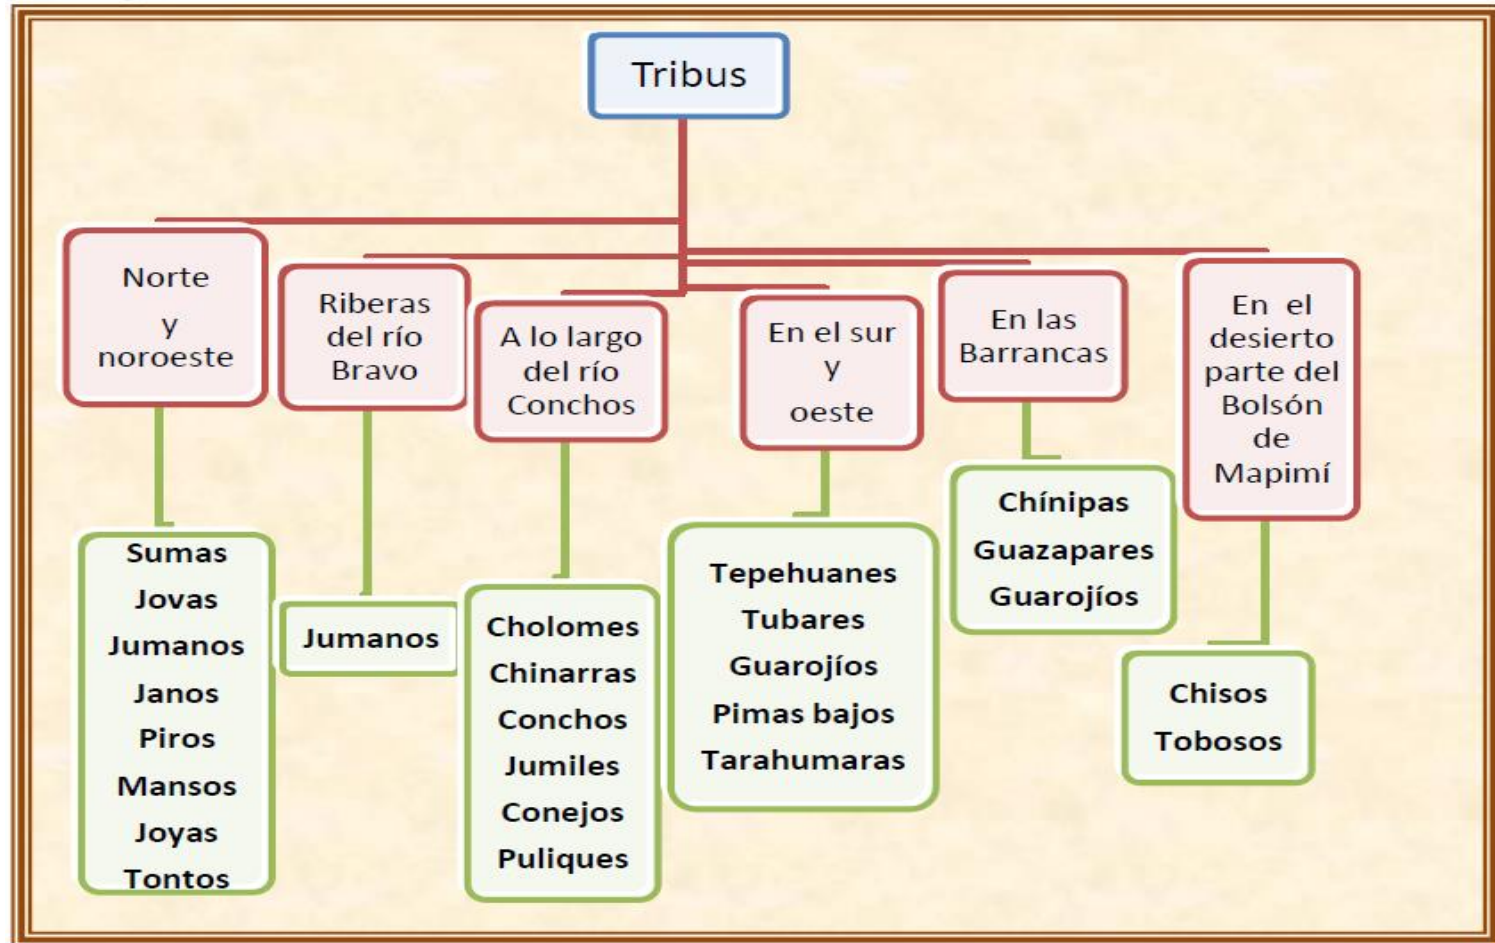 Tribus
Norte
y
noroeste
Sumas
Jovas
Jumanos
Janos
Piros
Mansos
Joyas
Tontos
Riberas
del río
Bravo
Jumanos
A lo largo
del río
Conchos
Cholomes
Chinarras
Conchos
Jumiles
Conejos
Puliques
En el sur
y
oeste
Tepehuanes
Tubares
Guarojíos
Pimas bajos
Tarahumaras
En las
Barrancas
Chínipas
Guazapares
Guarojíos
En el
desierto
parte del
Bolsón
de
Mapimí
Chisos
Tobosos